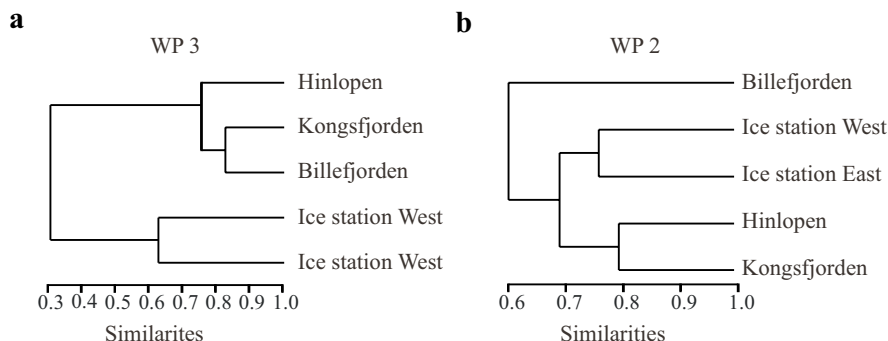 a
WP 3
Hinlopen
Kongsfjorden
Billefjorden
Ice station West
Ice station West
0.3 0.4 0.5 0.6 0.7 0.8 0.9 1.0
Similarites
b
WP 2
Billefjorden
Ice station West
Ice station East
Hinlopen
Kongsfjorden
0.6 0.7 0.8 0.9 1.0
Similarities